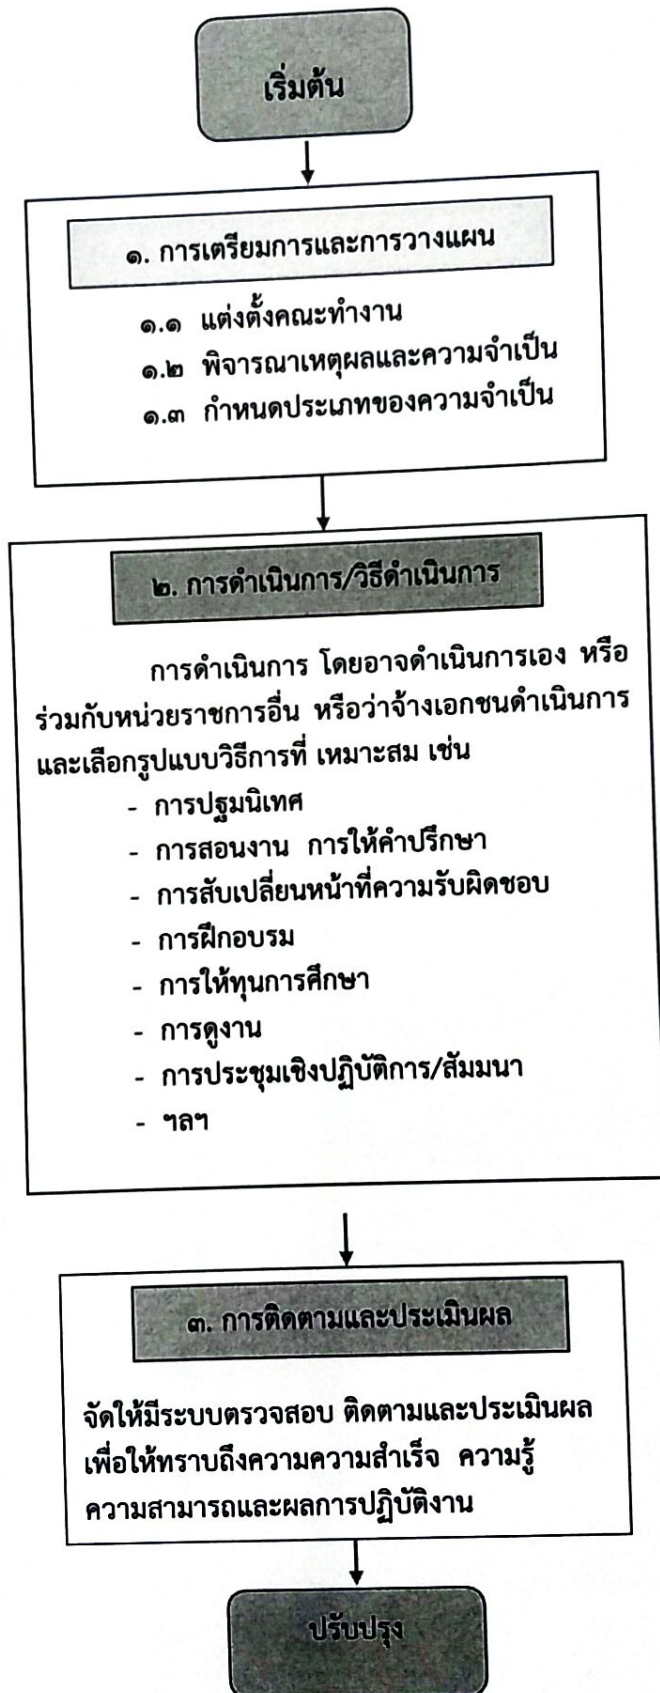 เริ่มต้น
๑. การเตรียมการและการวางแผน
๑.๑ แต่งตั้งคณะทำงาน
๑.๒ พิจารณาเหตุผลและความจำเป็น
๑.๓ กำหนดประเภทของความจำเป็น
๒. การดำเนินการ/วิธีดำเนินการ
การดำเนินการ โดยอาจดำเนินการเอง หรือ
ร่วมกับหน่วยราชการอื่น หรือว่าจ้างเอกชนดำเนินการ
และเลือกรูปแบบวิธีการที่ เหมาะสม เช่น
- การปฐมนิเทศ
- การสอนงาน การให้คำปรึกษา
- การสับเปลี่ยนหน้าที่ความรับผิดชอบ
- การฝึกอบรม
- การให้ทุนการศึกษา
- การดูงาน
- การประชุมเชิงปฏิบัติการ/สัมมนา
- ฯลฯ
๓. การติดตามและประเมินผล
จัดให้มีระบบตรวจสอบ ติดตามและประเมินผล
เพื่อให้ทราบถึงความความสำเร็จ ความรู้
ความสามารถและผลการปฏิบัติงาน
ปรับปรุง